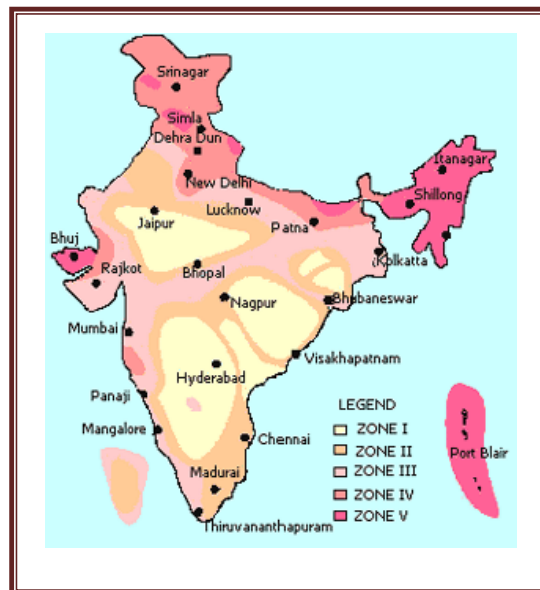 Srinagar
Simla
Dehra Dun
Itanagar
New Delhi
Shillong
Lucknow
Jaipur
Patna
Bhuj
Kolkatta
Rajkot
Bhopal
Nagpur
Bhubaneswar
Mumbai
Visakhapatnam
Hyderabad
Panaji
LEGEND
ZONE I
Mangalore
Chennai
ZONE II
Port Blair
ZONE III
Madurai
ZONE IV
ZONE V
Thiruvananthapuram